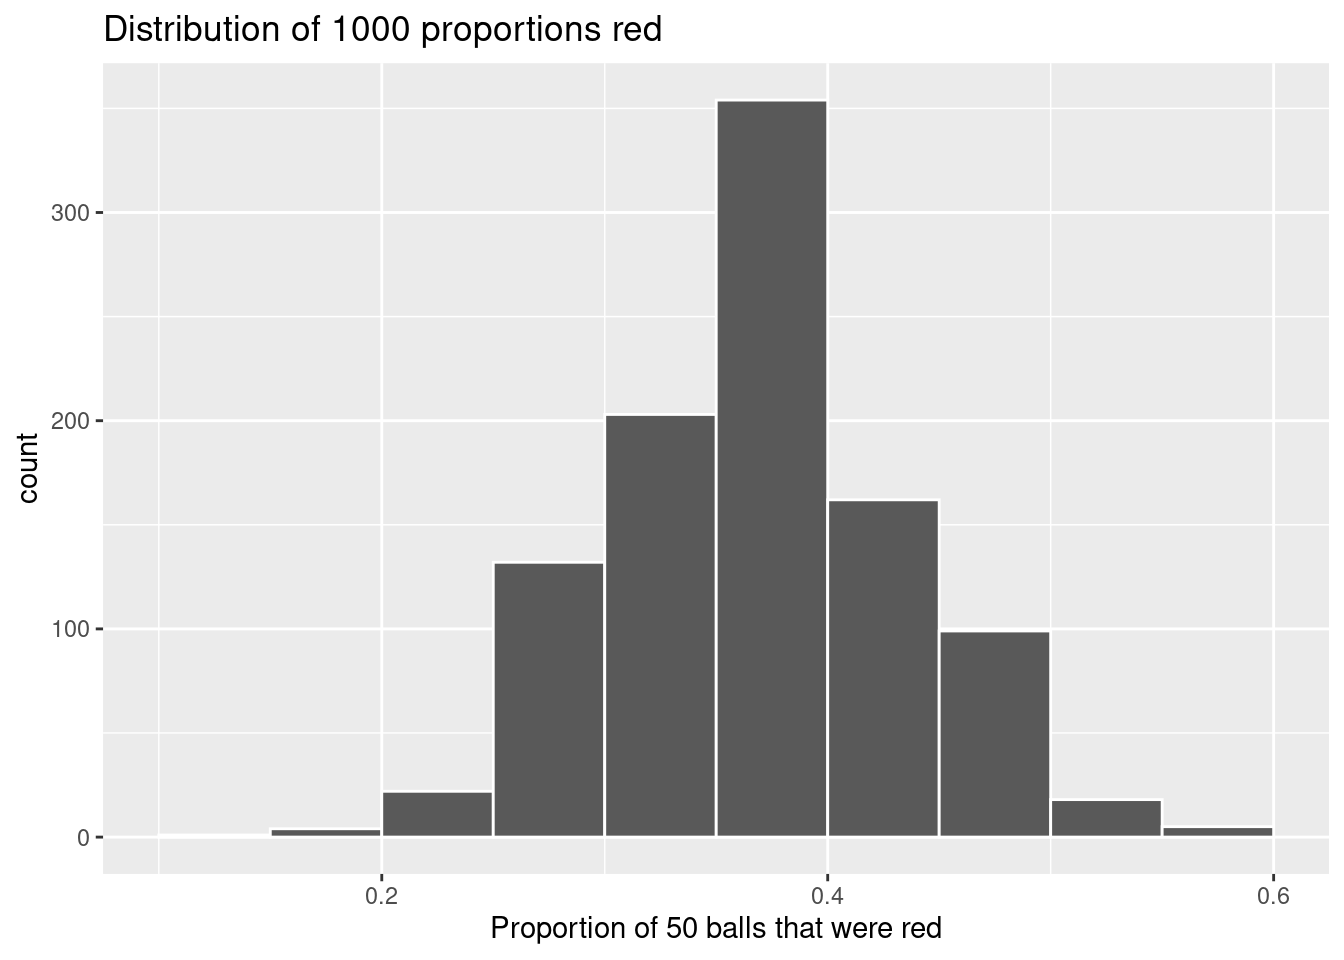 Distribution of 1000 proportions red
300
200
100
0
count
0.2 0.4 0.6
Proportion of 50 balls that were red